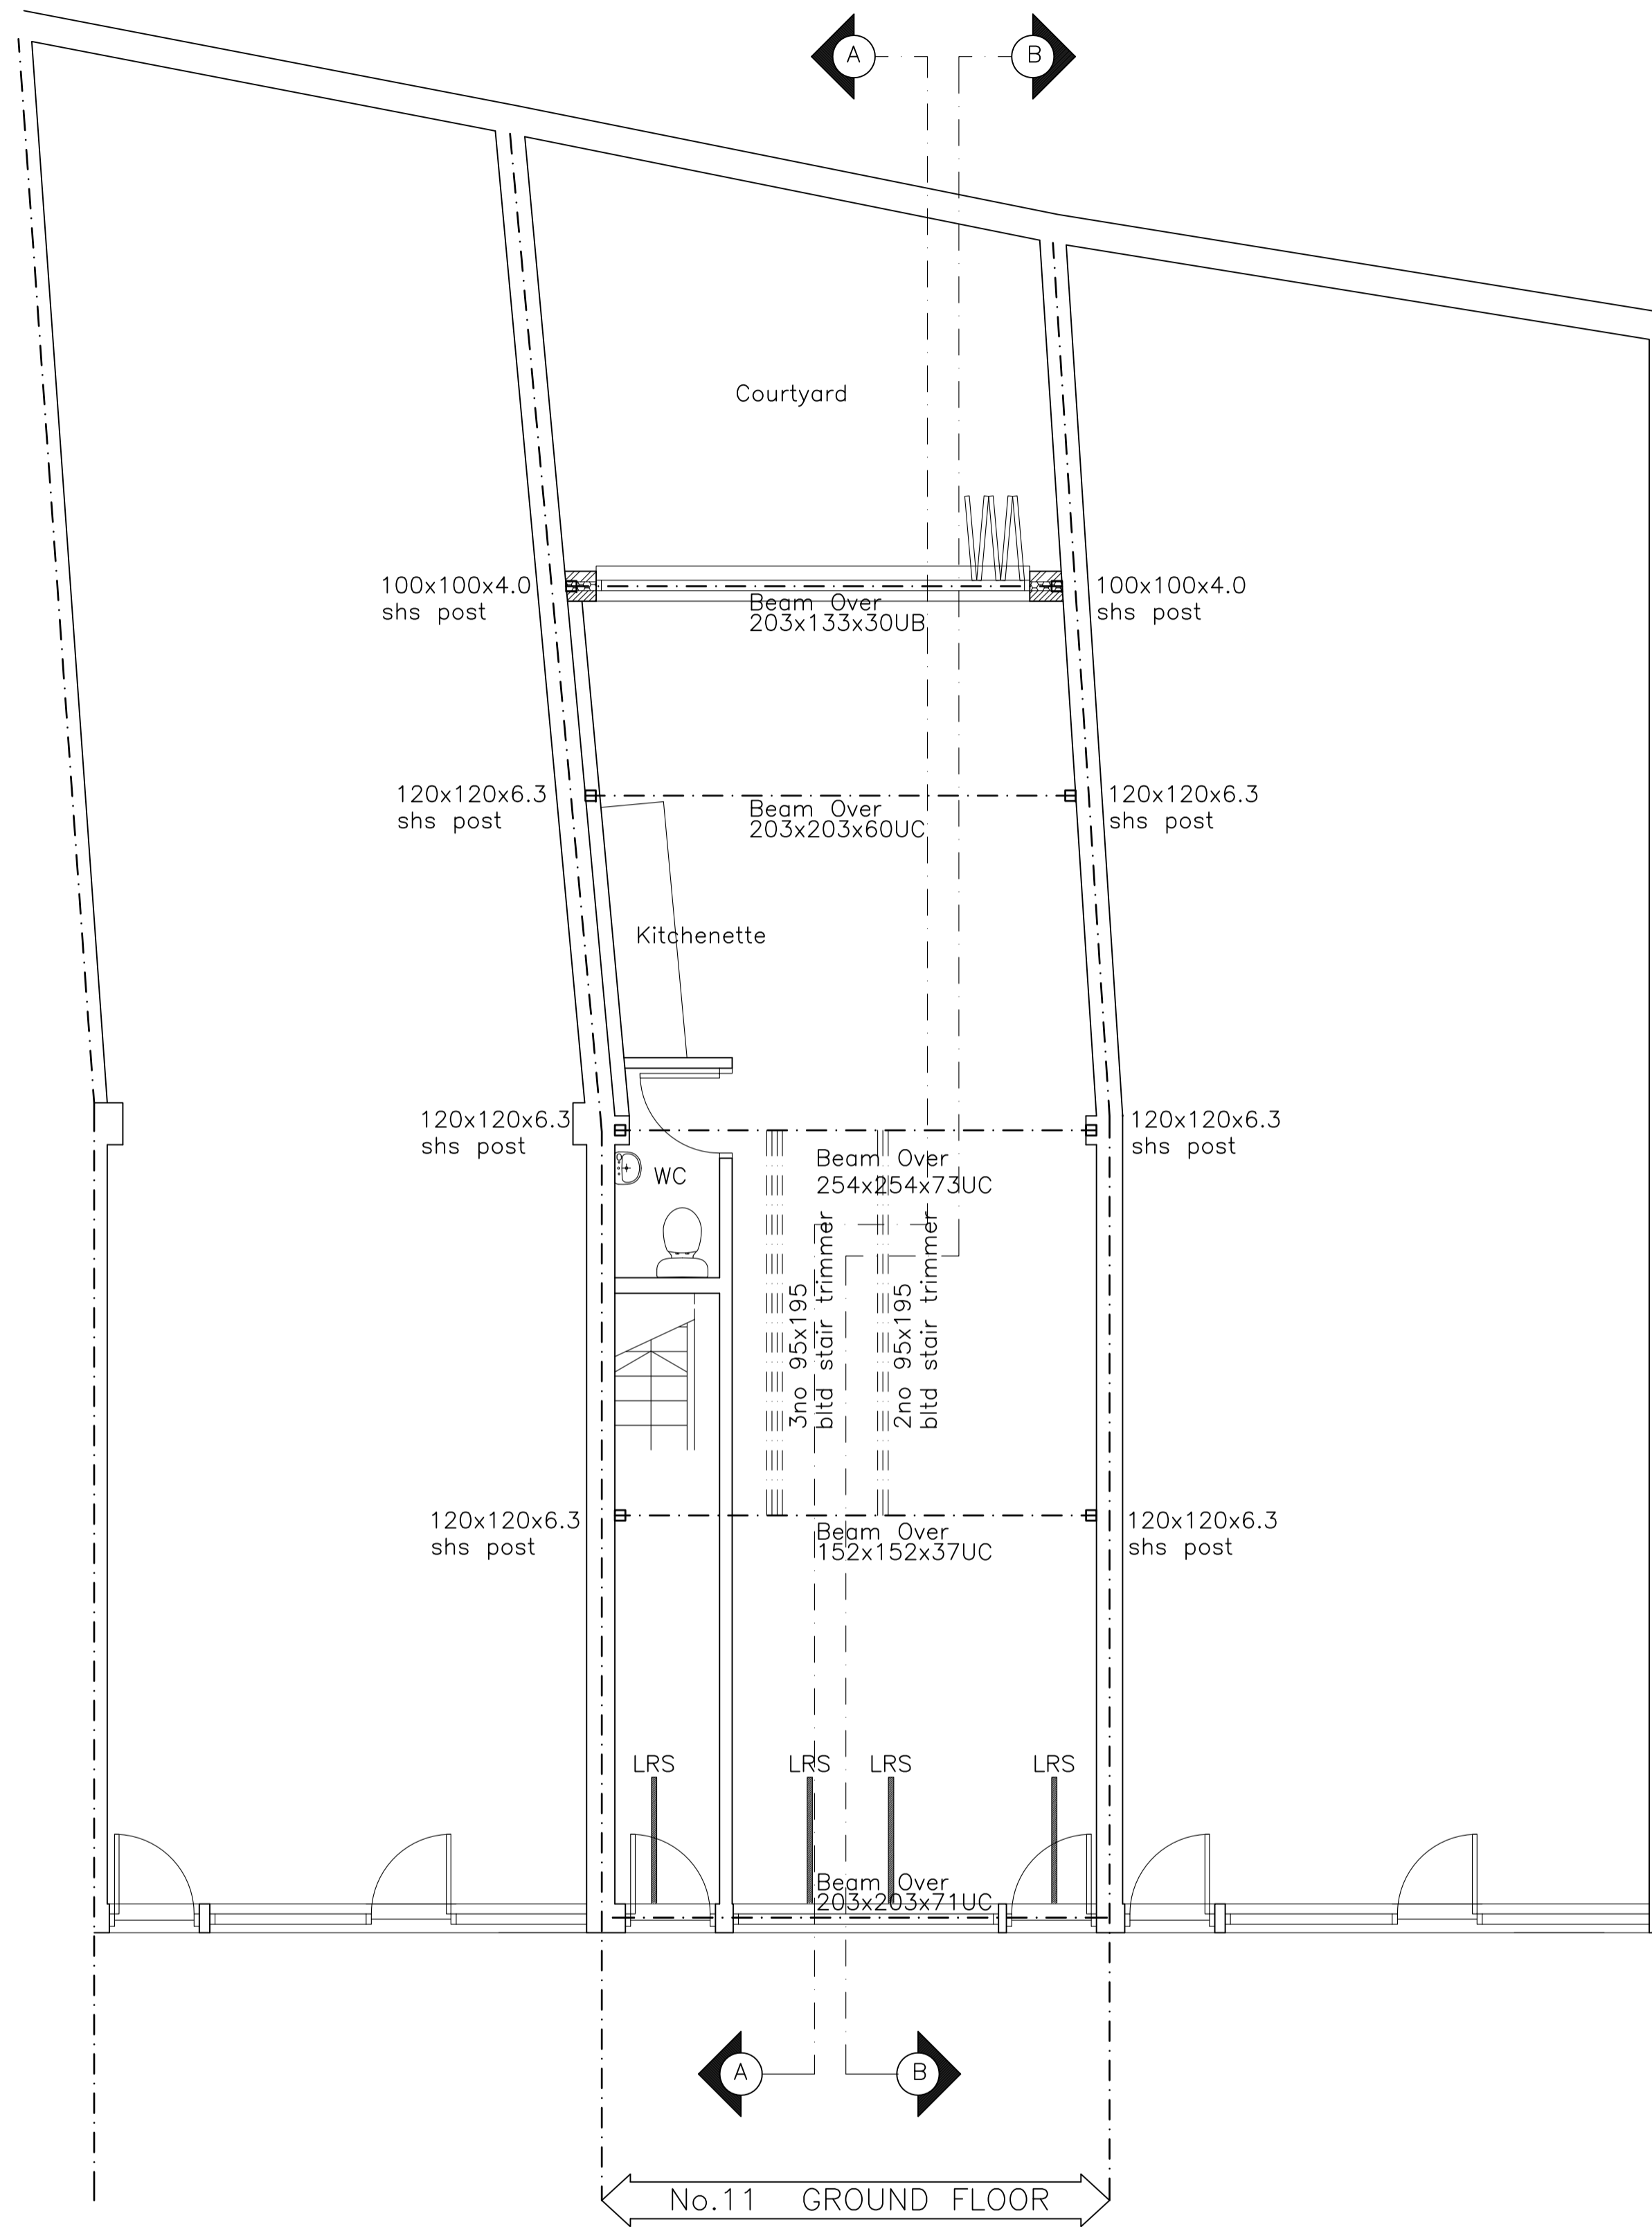 A
B
Courtyard
100x100x4.0
shs post
100x100x4.0
shs post
Beam Over
203x133x30UB
120x120x6.3
shs post
120x120x6.3
shs post
Beam Over
203x203x60UC
Kitchenette
120x120x6.3
shs post
120x120x6.3
shs post
Beam Over
254x254x73UC
WC
3no 95x195
bltd stair trimmer
2no 95x195
bltd stair trimmer
120x120x6.3
shs post
120x120x6.3
shs post
Beam Over
152x152x37UC
LRS
LRS
LRS
LRS
Beam Over
203x203x71UC
A
B
No.11 GROUND FLOOR